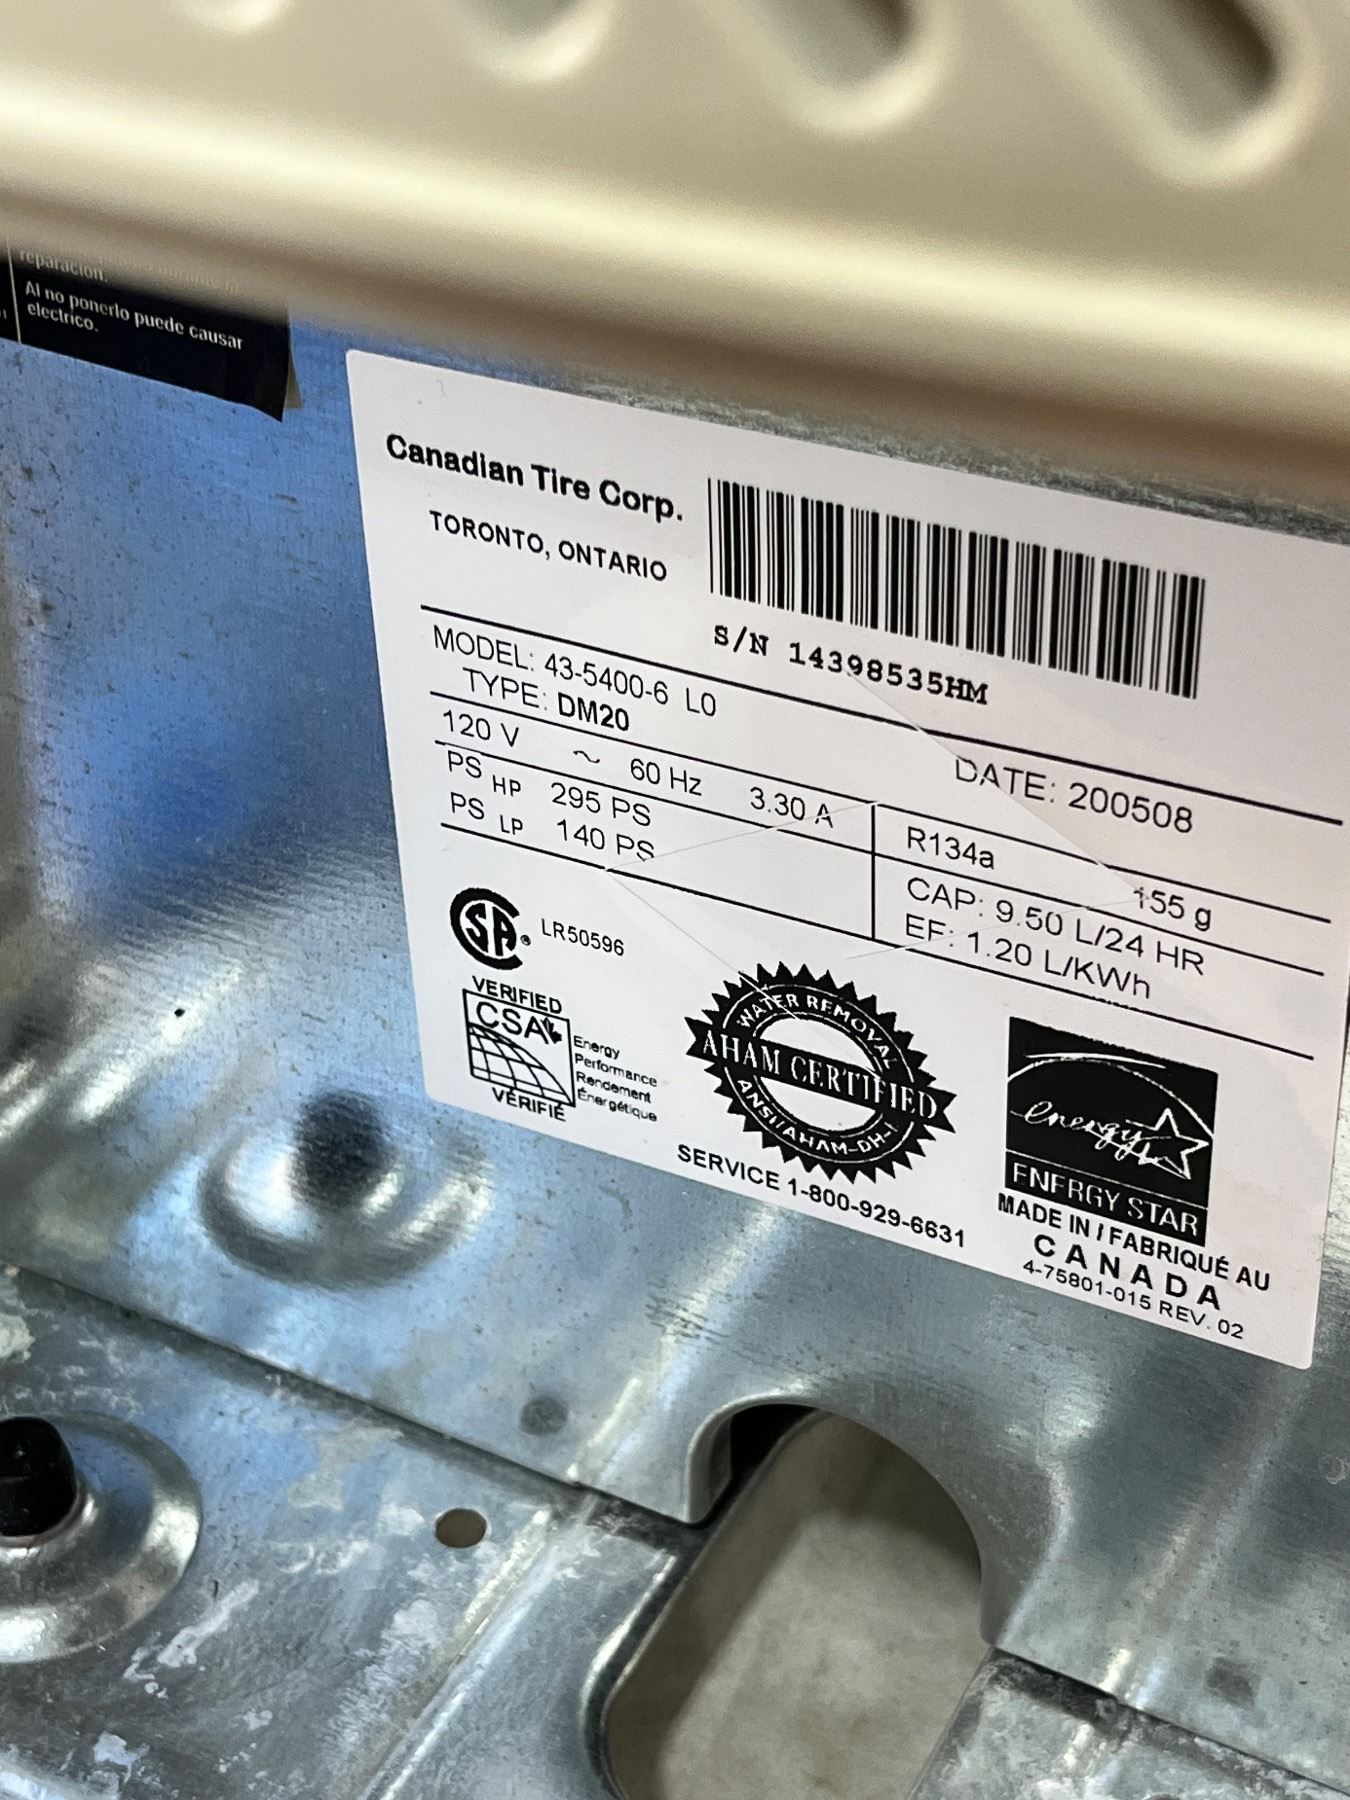 reparación.
Al no ponerlo puede causar
electrico.
Canadian Tire Corp.
TORONTO, ONTARIO
S/N 14398535HM
MODEL: 43-5400-6 L0
TYPE: DM20
DATE: 200508
120 V ~ 60 Hz 3.30 A
R134a 155 g
PS HP 295 PS
PS LP 140 PS
CAP: 9.50 L/24 HR
EF: 1.20 L/KWh
SA ® LR50596
VERIFIED
CSA
VÉRIFIÉ
Energy
Performance
Rendement
Énergétique
WATER REMOVAL
AHAM CERTIFIED
ANSI/AHAM-DH-1
energy
ENERGY STAR
SERVICE 1-800-929-6631
MADE IN / FABRIQUÉ AU
CANADA
4-75801-015 REV. 02